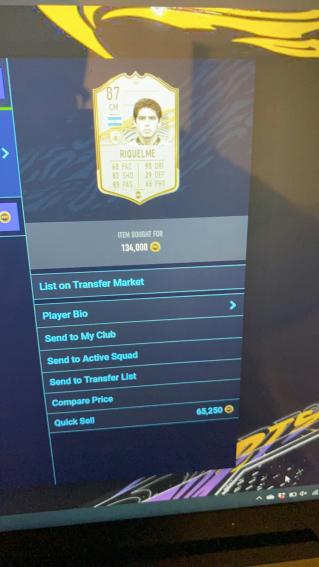 87
CM
RIQUELME
68 PAC 90 DRI
83 SHO 29 DEF
89 PAS 66 PHY
ITEM BOUGHT FOR
134,000
List on Transfer Market
Player Bio
Send to My Club
Send to Active Squad
Send to Transfer List
Compare Price
Quick Sell 65,250